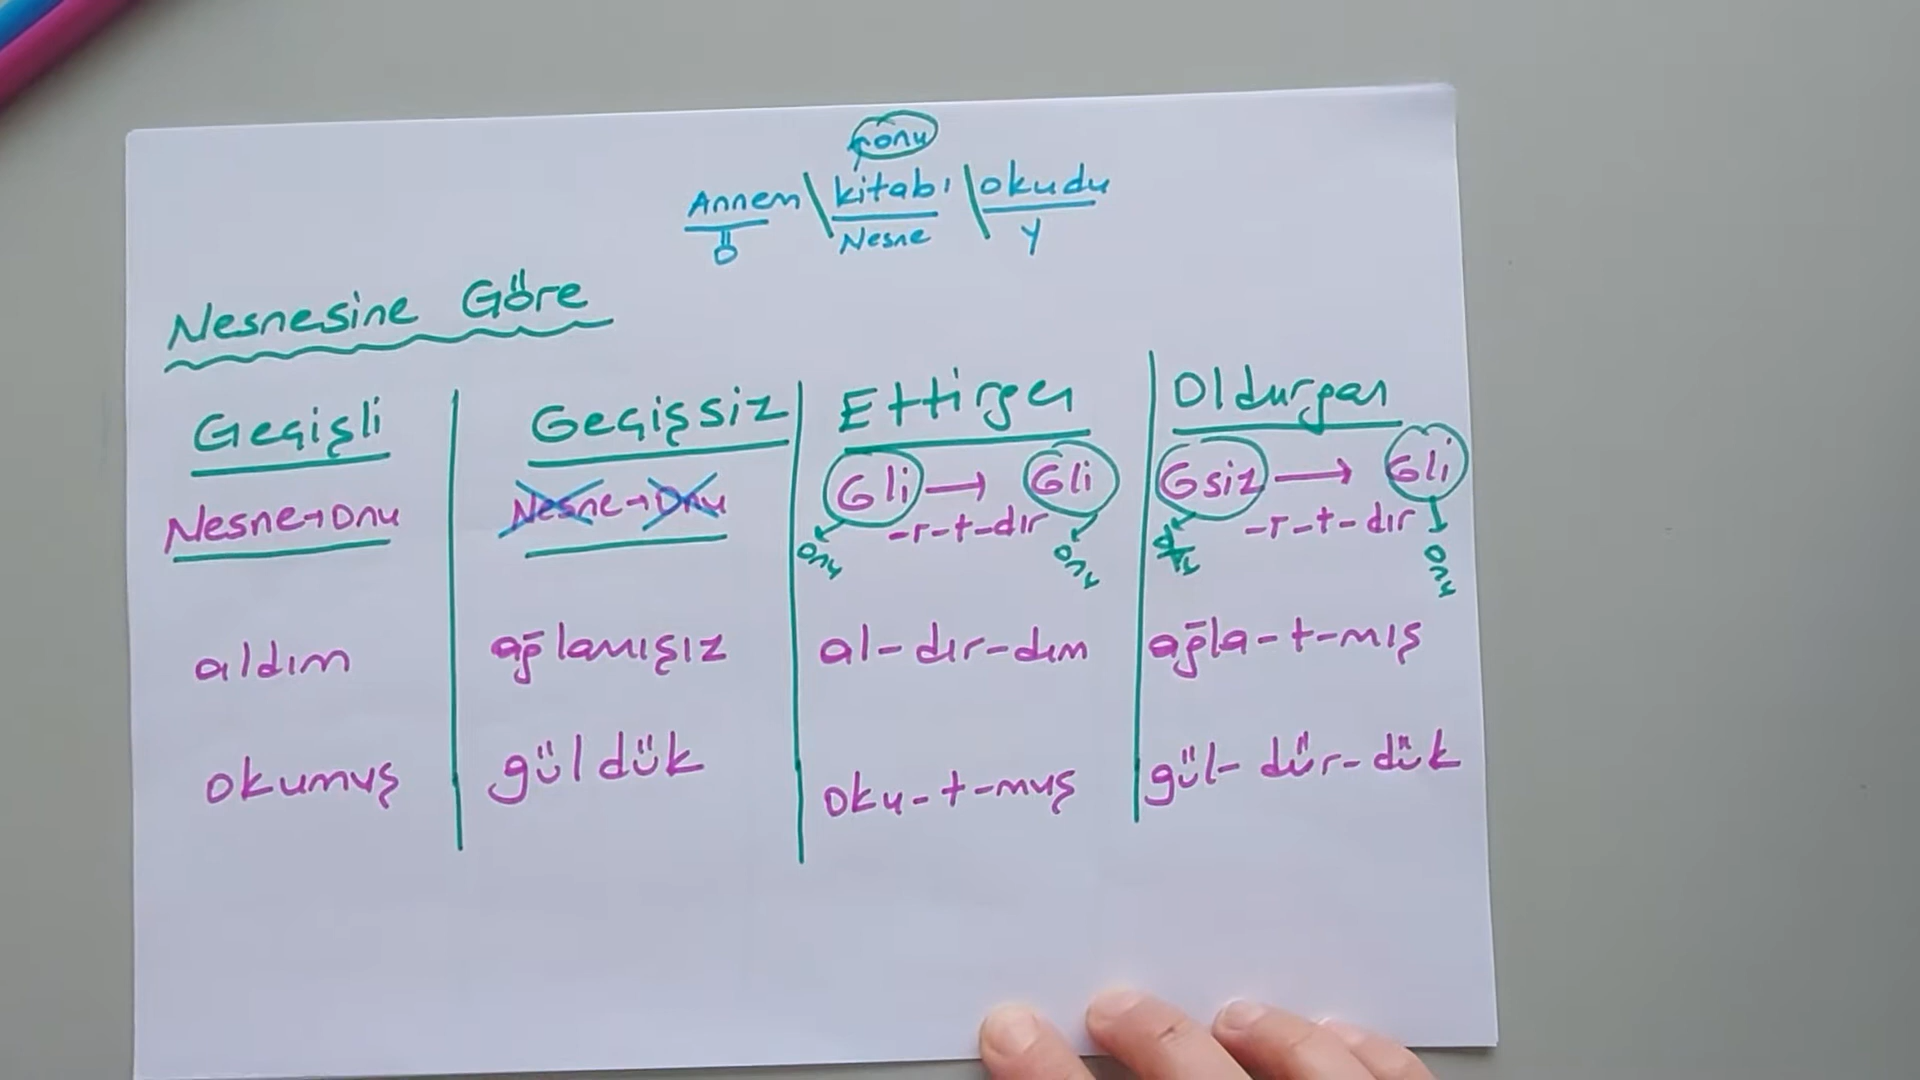 onu
Annem \ kitabı \ okudu
Ö Nesne Y
Nesnesine Göre
Geçişli Geçişsiz Ettirgen Oldurgan
Nesne→Onu Nesne→Onu Gli → Gli Gsiz → Gli
-r-t-dır -r-t-dır
onu onu onu onu
aldım ağlamışız al-dır-dım ağla-t-mış
okumuş güldük oku-t-muş gül-dür-dük